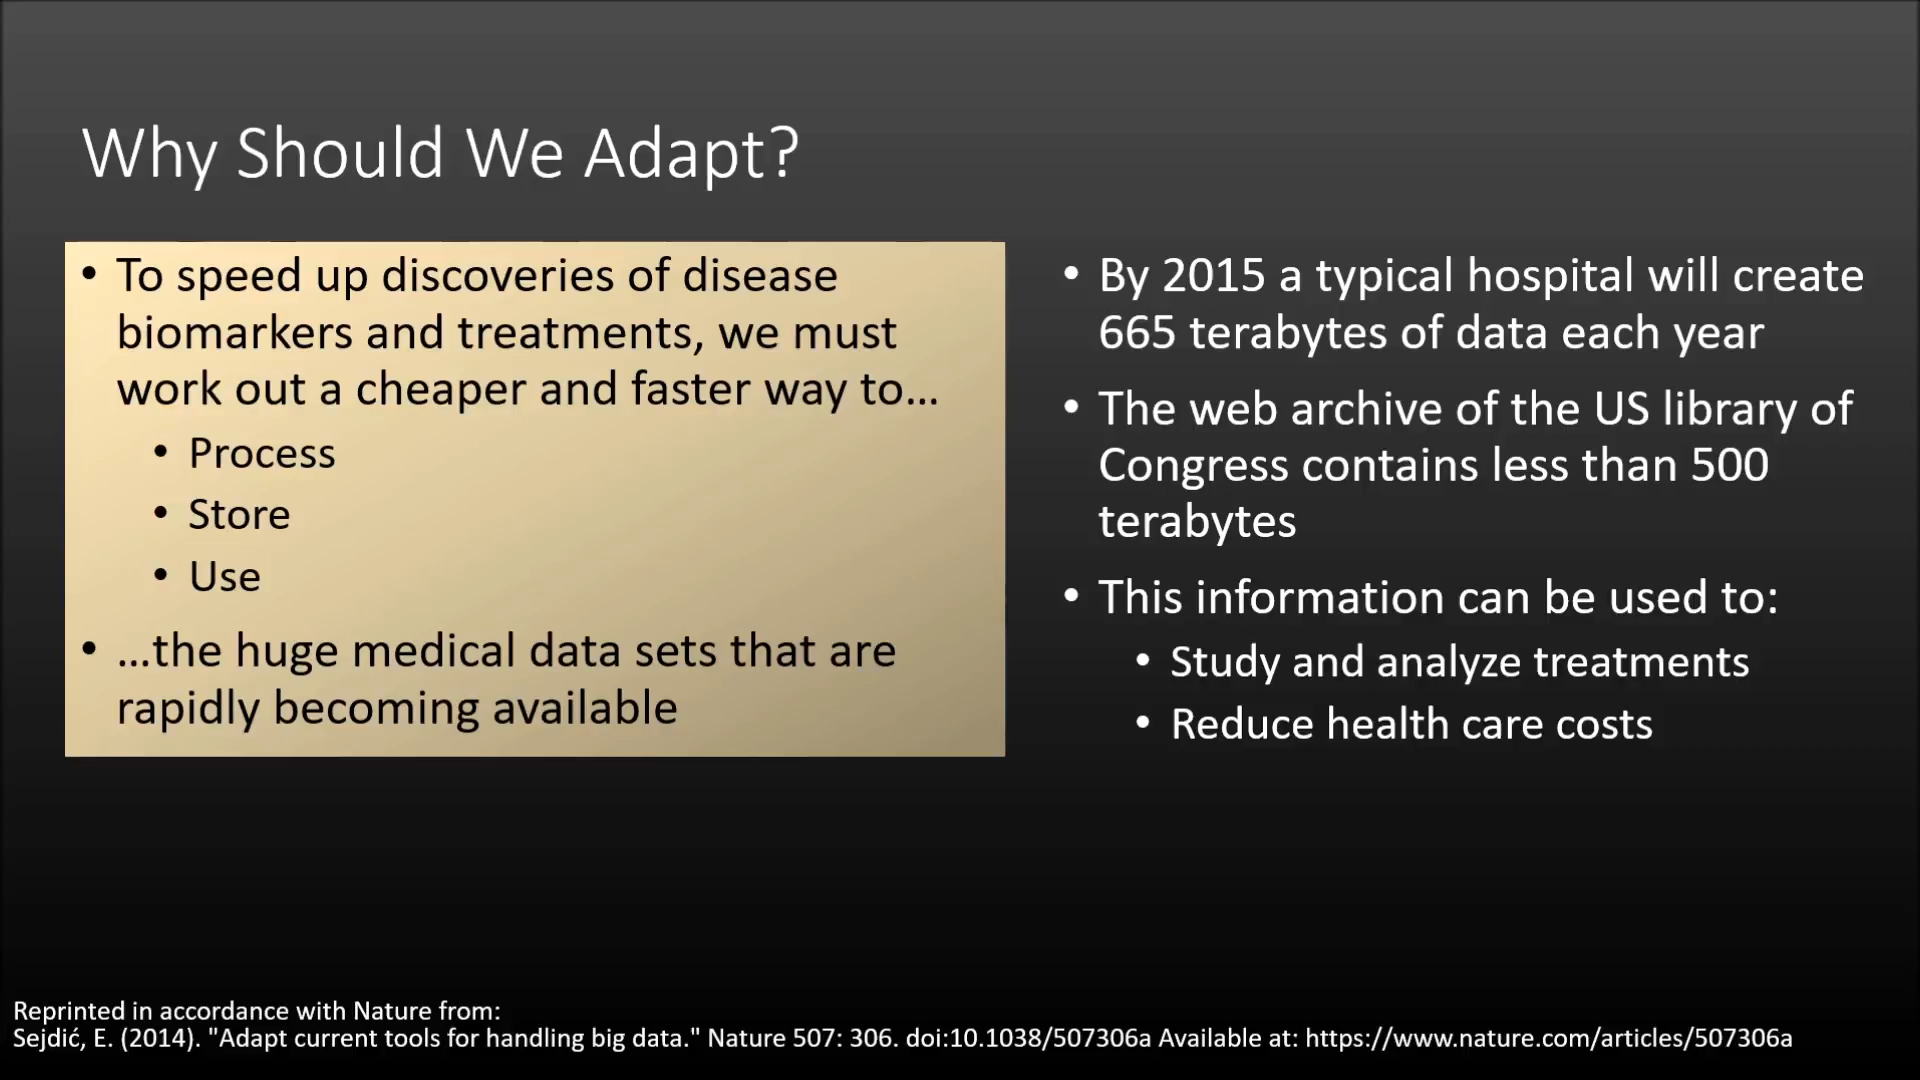 Why Should We Adapt?
• To speed up discoveries of disease
biomarkers and treatments, we must
work out a cheaper and faster way to…
• Process
• Store
• Use
• …the huge medical data sets that are
rapidly becoming available
• By 2015 a typical hospital will create
665 terabytes of data each year
• The web archive of the US library of
Congress contains less than 500
terabytes
• This information can be used to:
• Study and analyze treatments
• Reduce health care costs
Reprinted in accordance with Nature from:
Sejdić, E. (2014). "Adapt current tools for handling big data." Nature 507: 306. doi:10.1038/507306a Available at: https://www.nature.com/articles/507306a